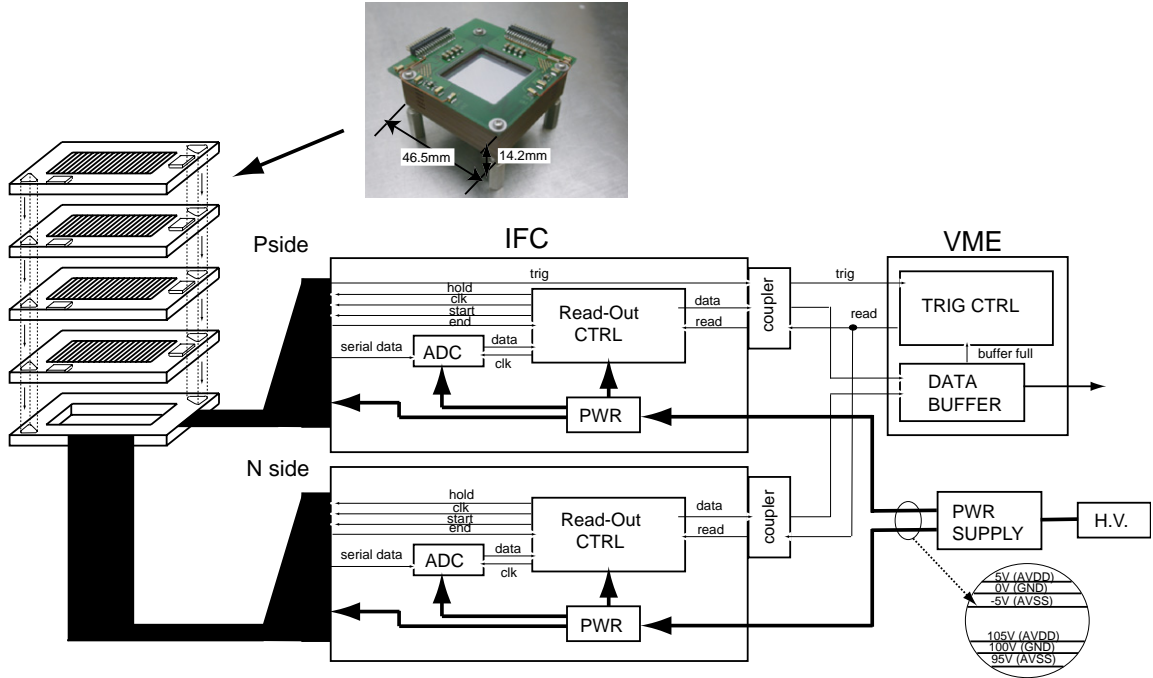 46.5mm
14.2mm
Pside
IFC
VME
trig
hold
clk
start
end
serial data
ADC
data
clk
Read-Out
CTRL
data
read
coupler
PWR
trig
read
TRIG CTRL
buffer full
DATA
BUFFER
N side
hold
clk
start
end
serial data
ADC
data
clk
Read-Out
CTRL
data
read
coupler
PWR
PWR
SUPPLY
H.V.
5V (AVDD)
0V (GND)
-5V (AVSS)
105V (AVDD)
100V (GND)
95V (AVSS)